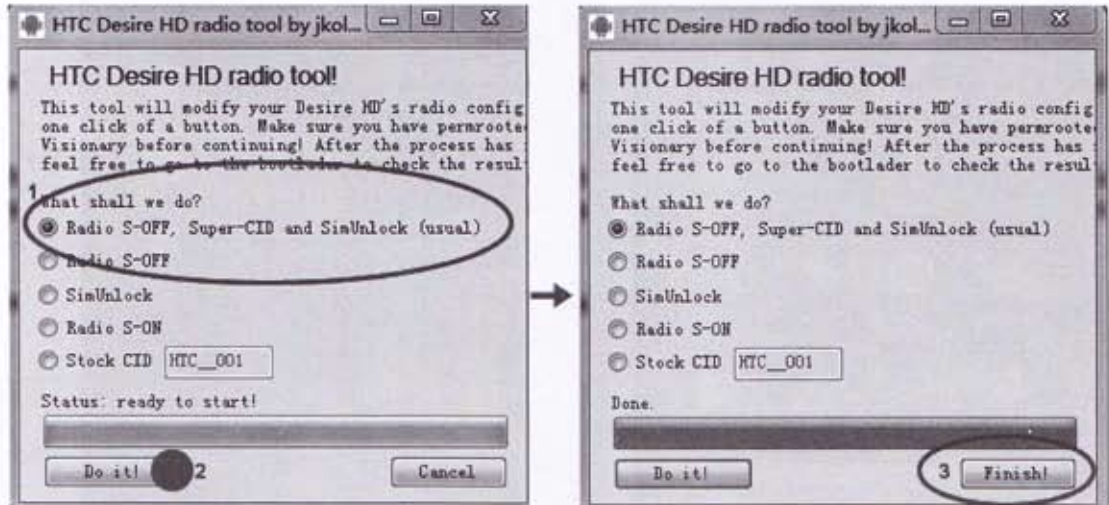 HTC Desire HD radio tool by jkol...
HTC Desire HD radio tool!
This tool will modify your Desire HD's radio config
one click of a button. Make sure you have permroote
Visionary before continuing! After the process has
feel free to go to the bootlader to check the resul
1
What shall we do?
Radio S-OFF, Super-CID and SimUnlock (usual)
Radio S-OFF
SimUnlock
Radio S-ON
Stock CID HTC__001
Status: ready to start!
Do it! 2 Cancel
HTC Desire HD radio tool by jkol...
HTC Desire HD radio tool!
This tool will modify your Desire HD's radio config
one click of a button. Make sure you have permroote
Visionary before continuing! After the process has
feel free to go to the bootlader to check the resul
What shall we do?
Radio S-OFF, Super-CID and SimUnlock (usual)
Radio S-OFF
SimUnlock
Radio S-ON
Stock CID HTC__001
Done.
Do it! 3 Finish!